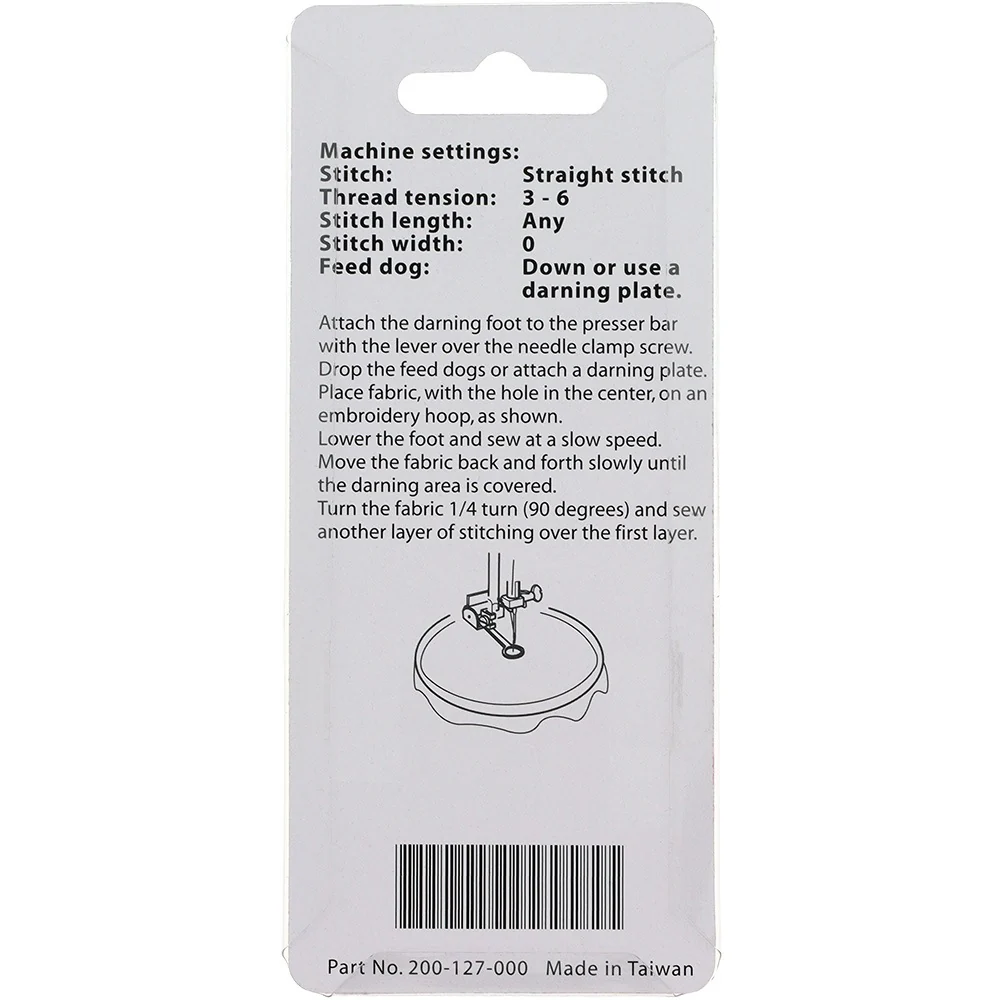 Machine settings:
Stitch: Straight stitch
Thread tension: 3 - 6
Stitch length: Any
Stitch width: 0
Feed dog: Down or use a
darning plate.
Attach the darning foot to the presser bar
with the lever over the needle clamp screw.
Drop the feed dogs or attach a darning plate.
Place fabric, with the hole in the center, on an
embroidery hoop, as shown.
Lower the foot and sew at a slow speed.
Move the fabric back and forth slowly until
the darning area is covered.
Turn the fabric 1/4 turn (90 degrees) and sew
another layer of stitching over the first layer.
Part No. 200-127-000 Made in Taiwan